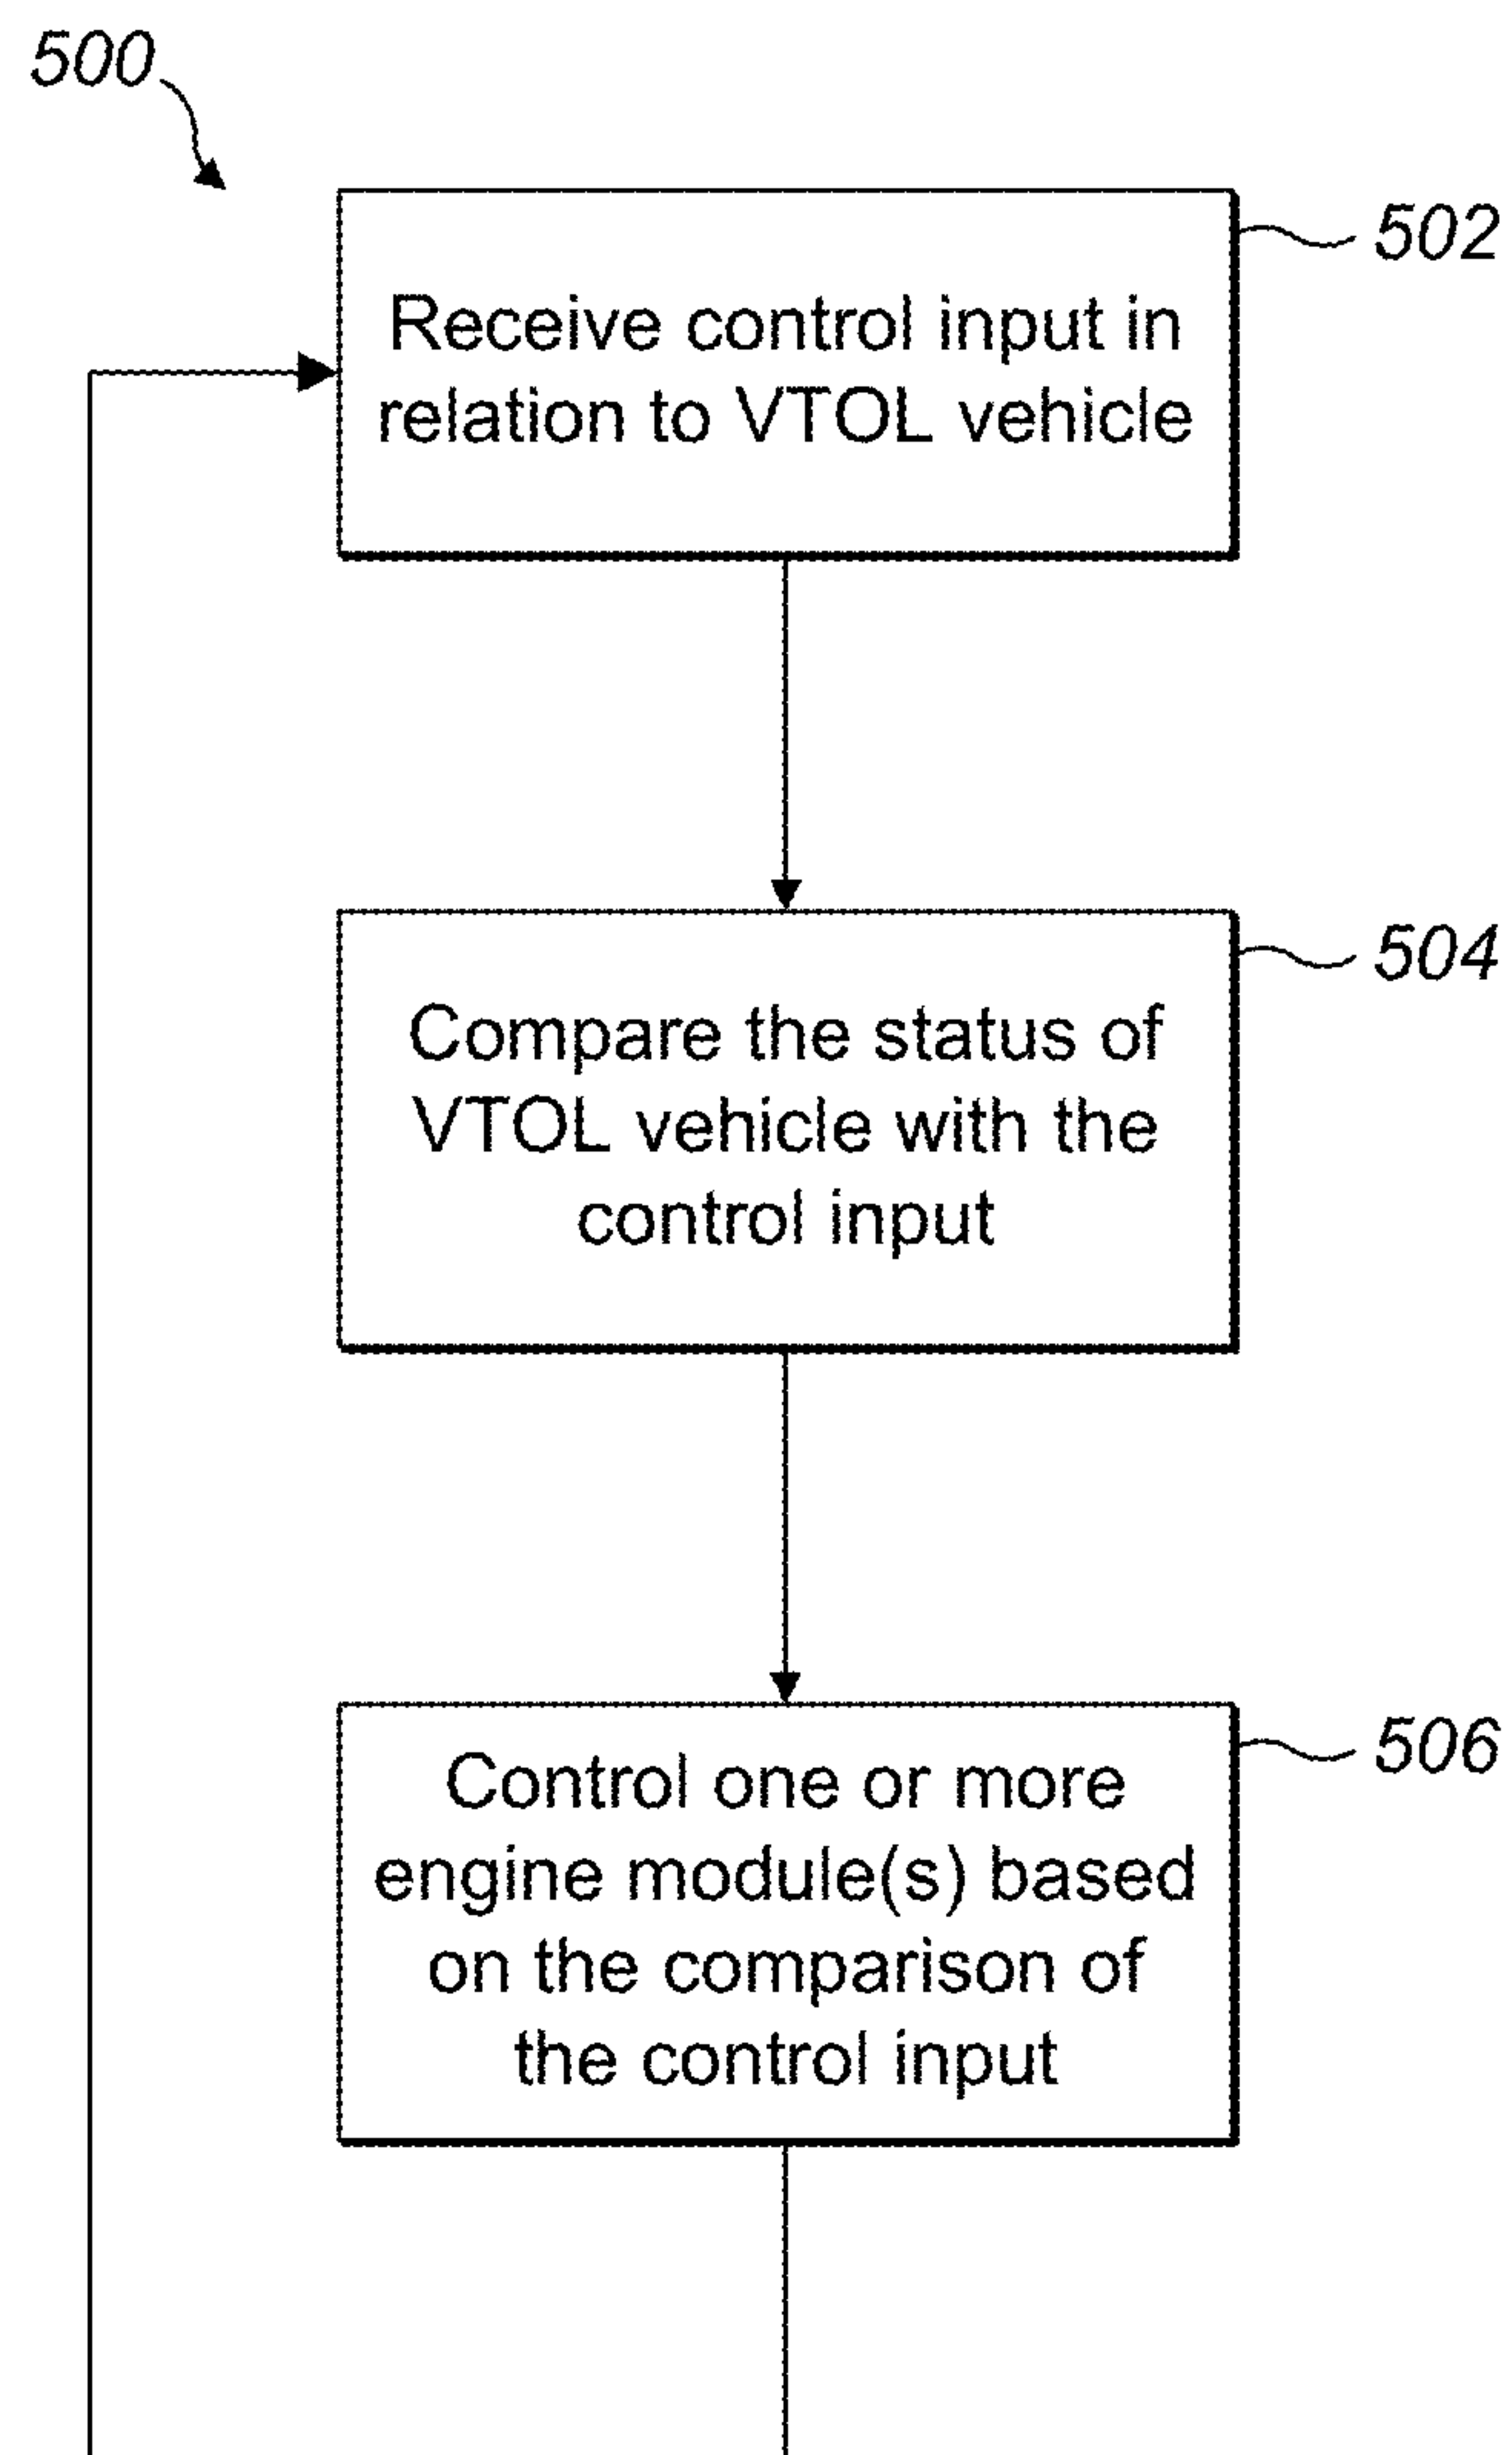 500
502
Receive control input in
relation to VTOL vehicle
504
Compare the status of
VTOL vehicle with the
control input
506
Control one or more
engine module(s) based
on the comparison of
the control input